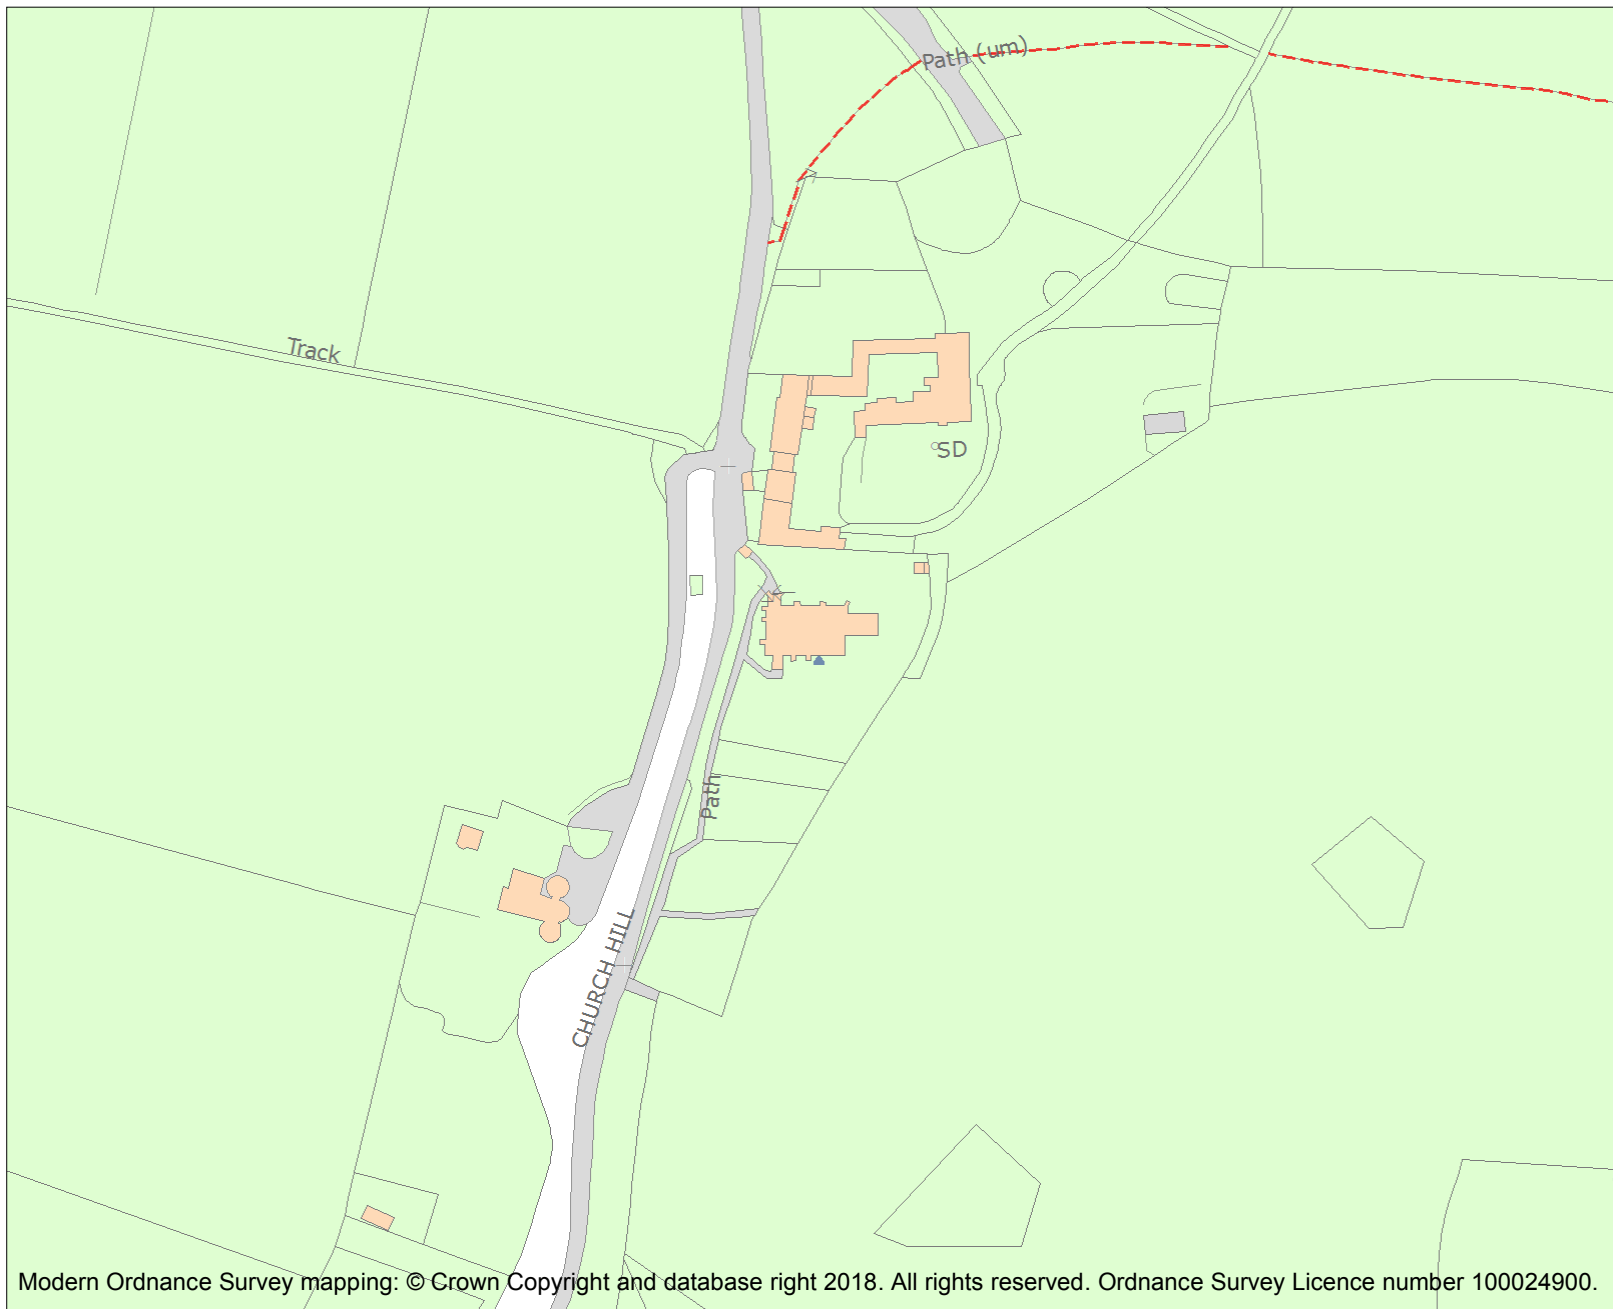 Path (um)
Track
SD
Path
CHURCH HILL
Modern Ordnance Survey mapping: © Crown Copyright and database right 2018. All rights reserved. Ordnance Survey Licence number 100024900.